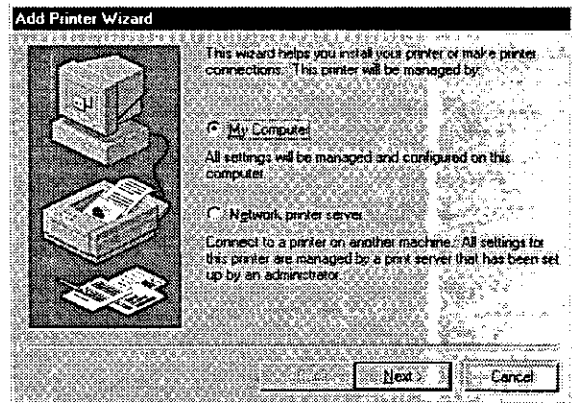 Add Printer Wizard
This wizard helps you install your printer or make printer
connections. This printer will be managed by:
My Computer
All settings will be managed and configured on this
computer.
Network printer server
Connect to a printer on another machine. All settings for
this printer are managed by a print server that has been set
up by an administrator.
Next >
Cancel